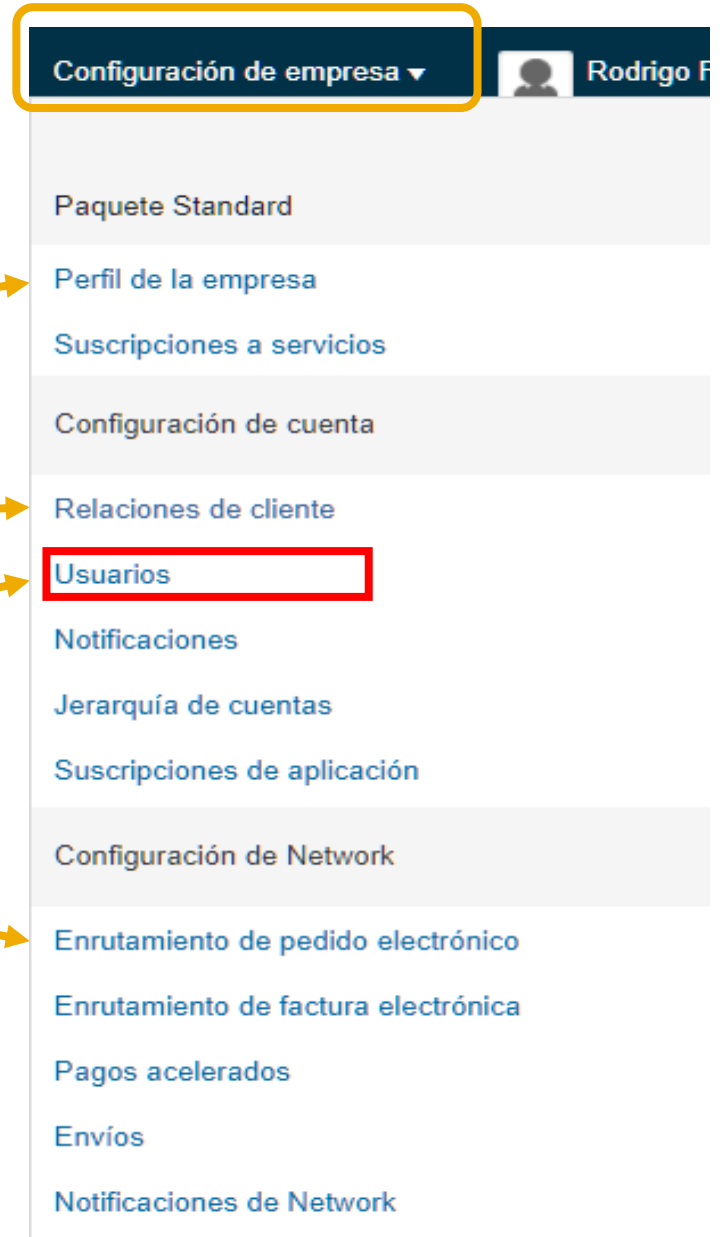 Configuración de empresa ▾
Rodrigo
Paquete Standard
Perfil de la empresa
Suscripciones a servicios
Configuración de cuenta
Relaciones de cliente
Usuarios
Notificaciones
Jerarquía de cuentas
Suscripciones de aplicación
Configuración de Network
Enrutamiento de pedido electrónico
Enrutamiento de factura electrónica
Pagos acelerados
Envíos
Notificaciones de Network